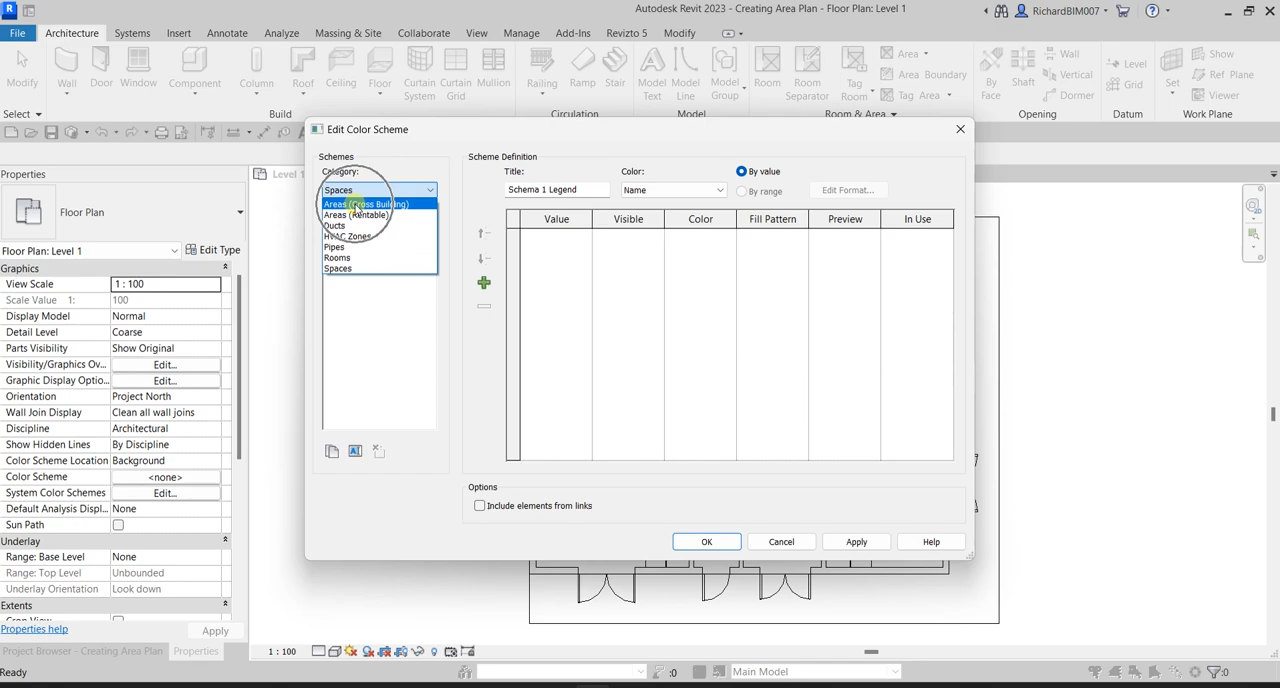 R
Autodesk Revit 2023 - Creating Area Plan - Floor Plan: Level 1
RichardBIM007
File
Architecture
Systems
Insert
Annotate
Analyze
Massing & Site
Collaborate
View
Manage
Add-Ins
Revizto 5
Modify
Modify
Wall
Door
Window
Component
Column
Roof
Ceiling
Floor
Curtain System
Curtain Grid
Mullion
Railing
Ramp
Stair
Model Text
Model Line
Model Group
Room
Room Separator
Tag Room
Area
Area Boundary
Tag Area
By Face
Shaft
Wall
Vertical
Dormer
Level
Grid
Set
Show
Ref Plane
Viewer
Select
Build
Circulation
Model
Room & Area
Opening
Datum
Work Plane
Properties
Floor Plan
Floor Plan: Level 1
Edit Type
Graphics
View Scale 1 : 100
Scale Value 1: 100
Display Model Normal
Detail Level Coarse
Parts Visibility Show Original
Visibility/Graphics Ov... Edit...
Graphic Display Optio... Edit...
Orientation Project North
Wall Join Display Clean all wall joins
Discipline Architectural
Show Hidden Lines By Discipline
Color Scheme Location Background
Color Scheme <none>
System Color Schemes Edit...
Default Analysis Displ... None
Sun Path
Underlay
Range: Base Level None
Range: Top Level Unbounded
Underlay Orientation Look down
Extents
Properties help
Apply
Project Browser - Creating Area Plan
Properties
Ready
Level 1
Edit Color Scheme
Schemes
Category:
Spaces
Areas (Gross Building)
Areas (Rentable)
Ducts
HVAC Zones
Pipes
Rooms
Spaces
Scheme Definition
Title:
Schema 1 Legend
Color:
Name
By value
By range
Edit Format...
Value
Visible
Color
Fill Pattern
Preview
In Use
Options
Include elements from links
OK
Cancel
Apply
Help
1 : 100
:0
Main Model
:0